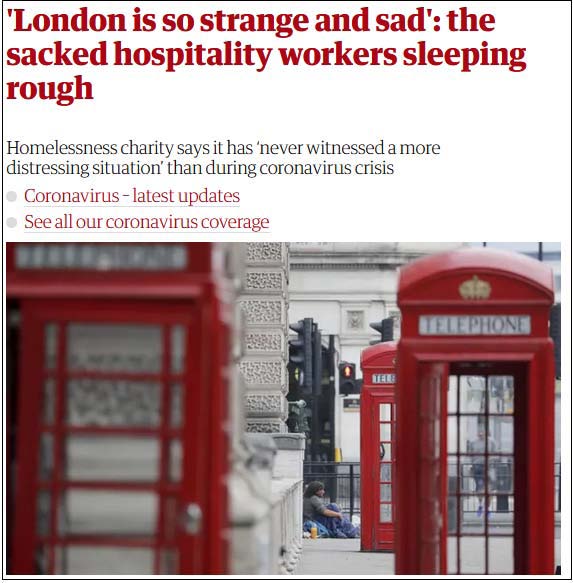 'London is so strange and sad': the
sacked hospitality workers sleeping
rough
Homelessness charity says it has ‘never witnessed a more
distressing situation’ than during coronavirus crisis
Coronavirus – latest updates
See all our coronavirus coverage
TELE
TELEPHONE